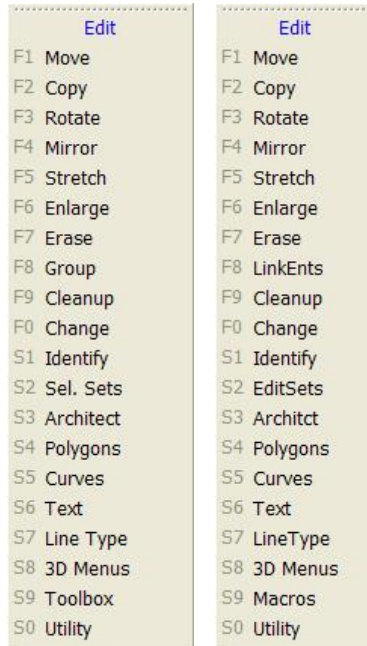 Edit
F1 Move
F2 Copy
F3 Rotate
F4 Mirror
F5 Stretch
F6 Enlarge
F7 Erase
F8 Group
F9 Cleanup
F0 Change
S1 Identify
S2 Sel. Sets
S3 Architect
S4 Polygons
S5 Curves
S6 Text
S7 Line Type
S8 3D Menus
S9 Toolbox
S0 Utility
Edit
F1 Move
F2 Copy
F3 Rotate
F4 Mirror
F5 Stretch
F6 Enlarge
F7 Erase
F8 LinkEnts
F9 Cleanup
F0 Change
S1 Identify
S2 EditSets
S3 Architct
S4 Polygons
S5 Curves
S6 Text
S7 LineType
S8 3D Menus
S9 Macros
S0 Utility